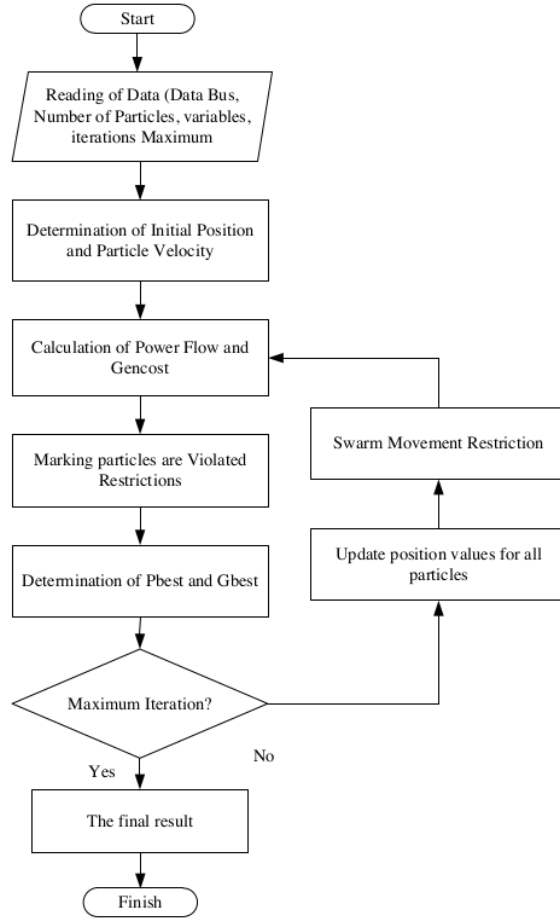 Start
Reading of Data (Data Bus,
Number of Particles, variables,
iterations Maximum
Determination of Initial Position
and Particle Velocity
Calculation of Power Flow and
Gencost
Marking particles are Violated
Restrictions
Determination of Pbest and Gbest
Maximum Iteration?
No
Update position values for all
particles
Swarm Movement Restriction
Yes
The final result
Finish